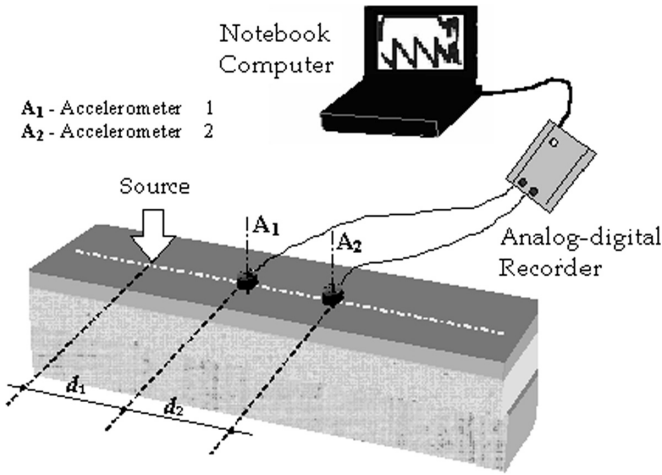 Notebook
Computer
A1 - Accelerometer 1
A2 - Accelerometer 2
Source
A1
A2
Analog-digital
Recorder
d1
d2